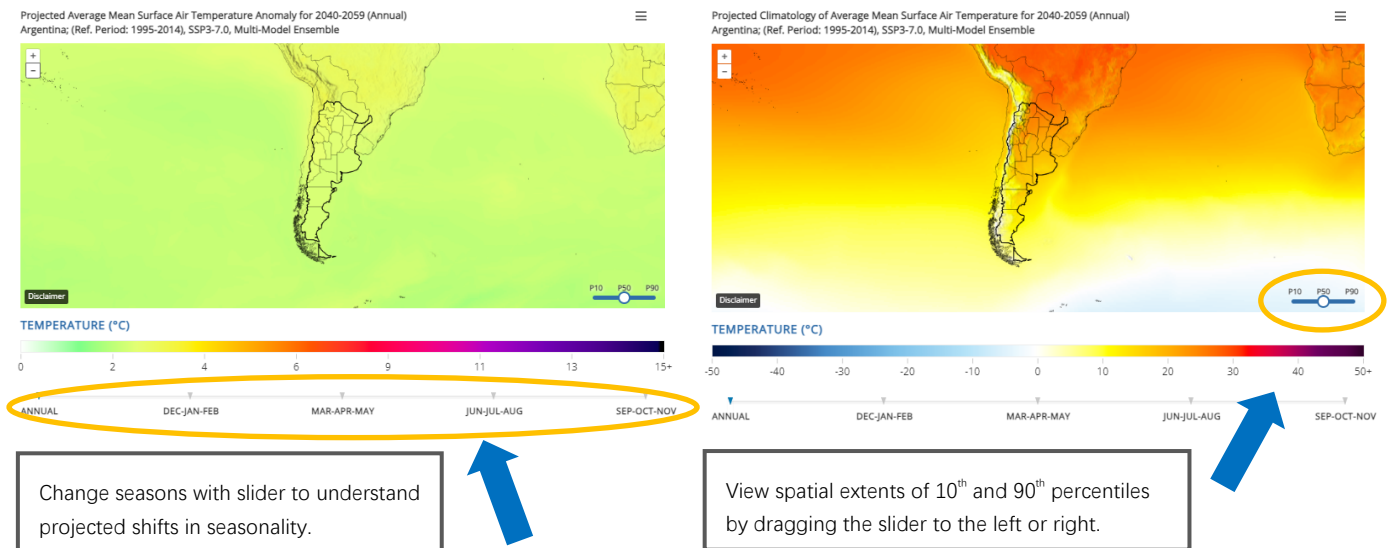 Projected Average Mean Surface Air Temperature Anomaly for 2040-2059 (Annual)
Argentina; (Ref. Period: 1995-2014), SSP3-7.0, Multi-Model Ensemble
+
−
Disclaimer
P10 P50 P90
TEMPERATURE (°C)
0 2 4 6 9 11 13 15+
ANNUAL DEC-JAN-FEB MAR-APR-MAY JUN-JUL-AUG SEP-OCT-NOV
Change seasons with slider to understand
projected shifts in seasonality.
Projected Climatology of Average Mean Surface Air Temperature for 2040-2059 (Annual)
Argentina; (Ref. Period: 1995-2014), SSP3-7.0, Multi-Model Ensemble
+
−
Disclaimer
P10 P50 P90
TEMPERATURE (°C)
-50 -40 -30 -20 -10 0 10 20 30 40 50+
ANNUAL DEC-JAN-FEB MAR-APR-MAY JUN-JUL-AUG SEP-OCT-NOV
View spatial extents of 10th and 90th percentiles
by dragging the slider to the left or right.